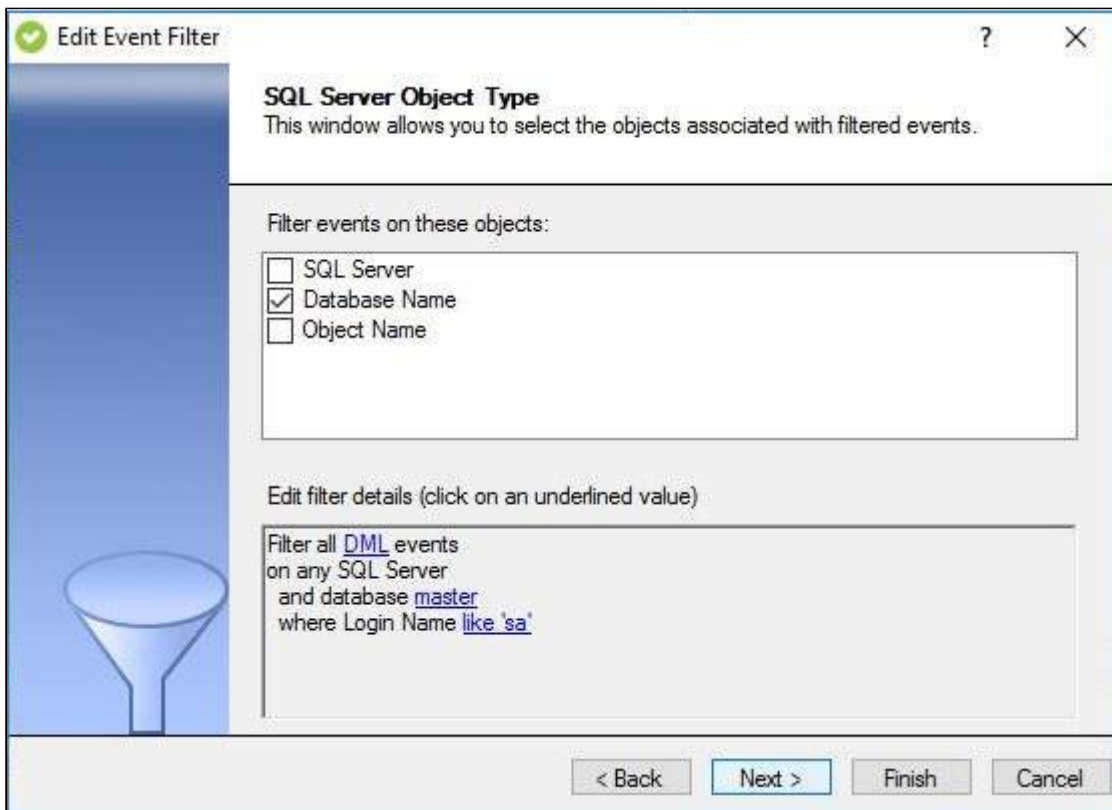 Edit Event Filter
?
SQL Server Object Type
This window allows you to select the objects associated with filtered events.
Filter events on these objects:
SQL Server
Database Name
Object Name
Edit filter details (click on an underlined value)
Filter all DML events
on any SQL Server
and database master
where Login Name like 'sa'
< Back
Next >
Finish
Cancel